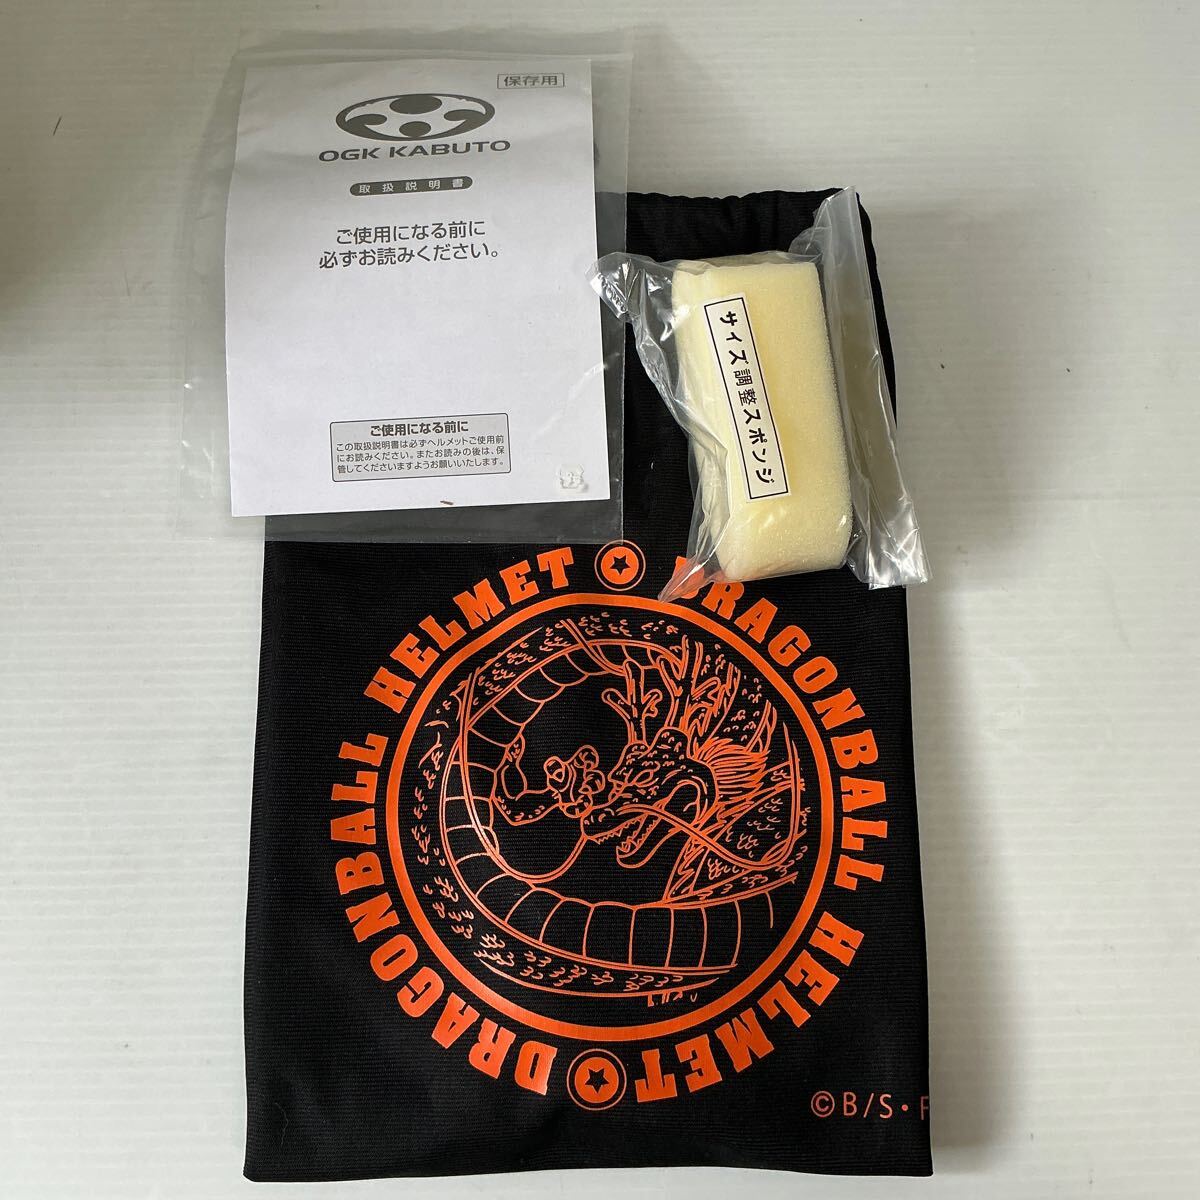 保存用
OGK KABUTO
取扱説明書
ご使用になる前に
必ずお読みください。
ご使用になる前に
この取扱説明書は必ずヘルメットご使用前
にお読みください。またお読みの後は、保
管してくださいますようお願いいたします。
サイズ調整スポンジ
DRAGONBALL HELMET
DRAGONBALL HELMET
©B/S・F